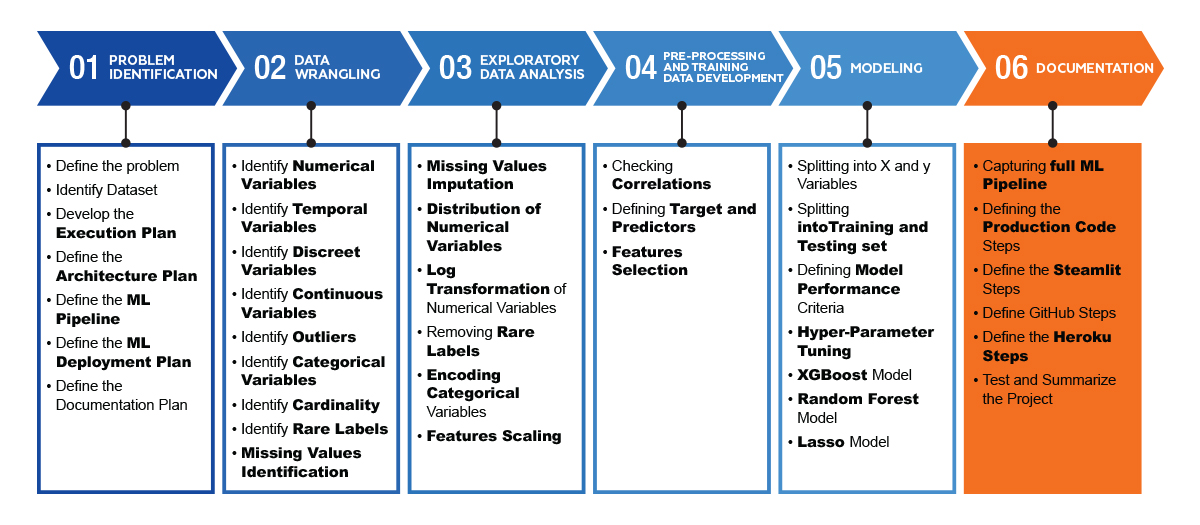 01 PROBLEM
IDENTIFICATION
02 DATA
WRANGLING
03 EXPLORATORY
DATA ANALYSIS
04 PRE-PROCESSING
AND TRAINING
DATA DEVELOPMENT
05 MODELING
06 DOCUMENTATION
• Define the problem
• Identify Dataset
• Develop the
Execution Plan
• Define the
Architecture Plan
• Define the ML
Pipeline
• Define the ML
Deployment Plan
• Define the
Documentation Plan
• Identify Numerical
Variables
• Identify Temporal
Variables
• Identify Discreet
Variables
• Identify Continuous
Variables
• Identify Outliers
• Identify Categorical
Variables
• Identify Cardinality
• Identify Rare Labels
• Missing Values
Identification
• Missing Values
Imputation
• Distribution of
Numerical
Variables
• Log
Transformation of
Numerical Variables
• Removing Rare
Labels
• Encoding
Categorical
Variables
• Features Scaling
• Checking
Correlations
• Defining Target and
Predictors
• Features
Selection
• Splitting into X and y
Variables
• Splitting
intoTraining and
Testing set
• Defining Model
Performance
Criteria
• Hyper-Parameter
Tuning
• XGBoost Model
• Random Forest
Model
• Lasso Model
• Capturing full ML
Pipeline
• Defining the
Production Code
Steps
• Define the Steamlit
Steps
• Define GitHub Steps
• Define the Heroku
Steps
• Test and Summarize
the Project